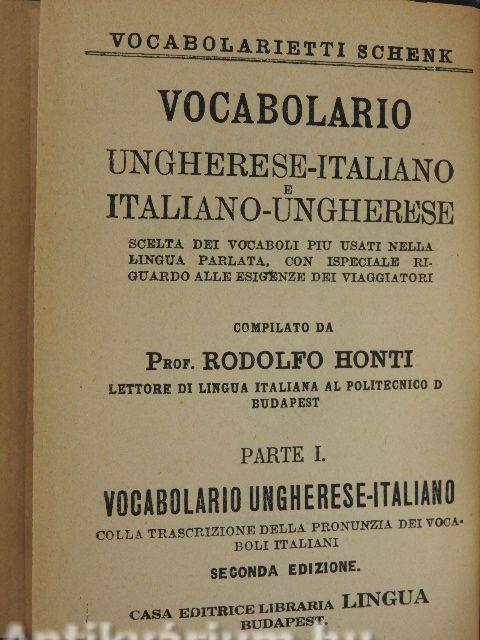 VOCABOLARIETTI SCHENK
VOCABOLARIO
UNGHERESE-ITALIANO
E
ITALIANO-UNGHERESE
SCELTA DEI VOCABOLI PIU USATI NELLA
LINGUA PARLATA, CON ISPECIALE RI-
GUARDO ALLE ESIGENZE DEI VIAGGIATORI
COMPILATO DA
PROF. RODOLFO HONTI
LETTORE DI LINGUA ITALIANA AL POLITECNICO D
BUDAPEST
PARTE I.
VOCABOLARIO UNGHERESE-ITALIANO
COLLA TRASCRIZIONE DELLA PRONUNZIA DEI VOCA-
BOLI ITALIANI
SECONDA EDIZIONE.
CASA EDITRICE LIBRARIA LINGUA
BUDAPEST.